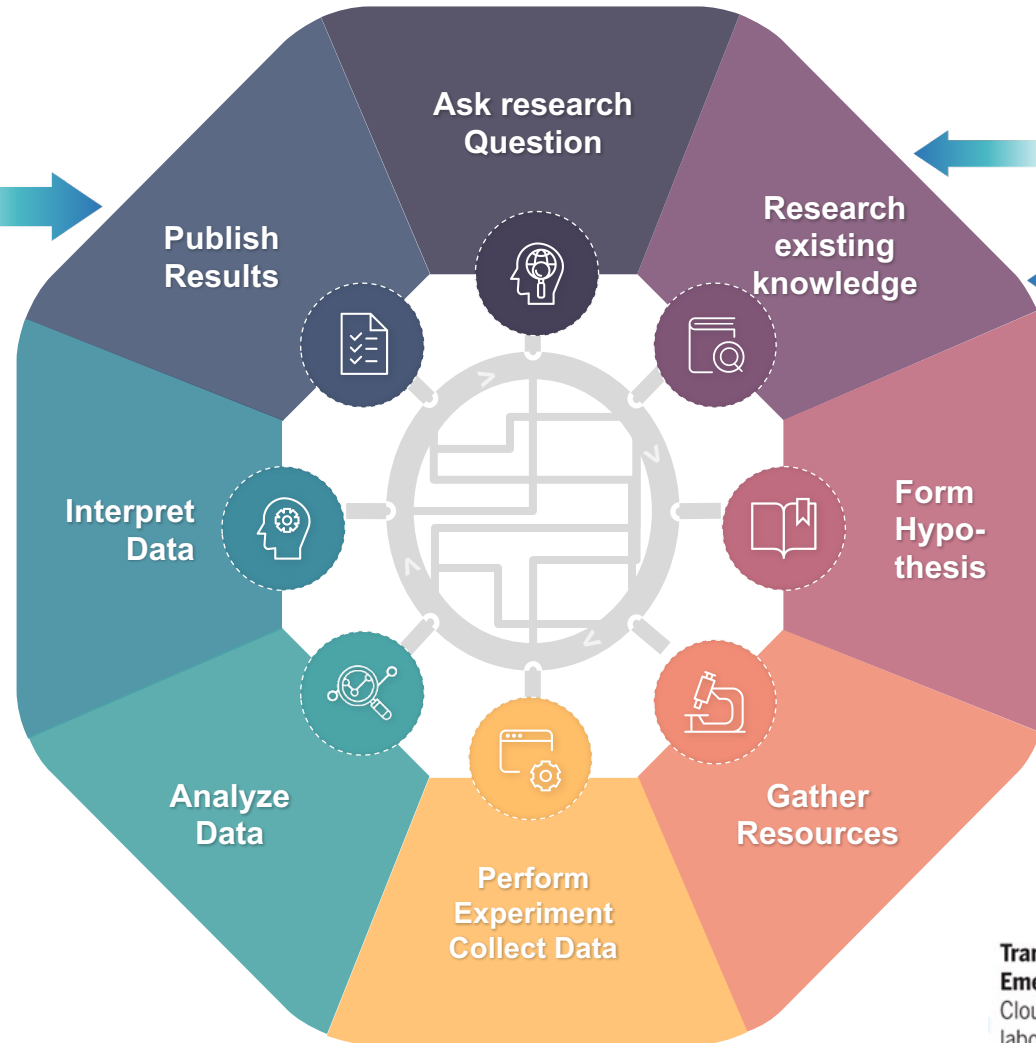 Ask research
Question
Research
existing
knowledge
Form
Hypo-
thesis
Gather
Resources
Perform
Experiment
Collect Data
Analyze
Data
Interpret
Data
Publish
Results